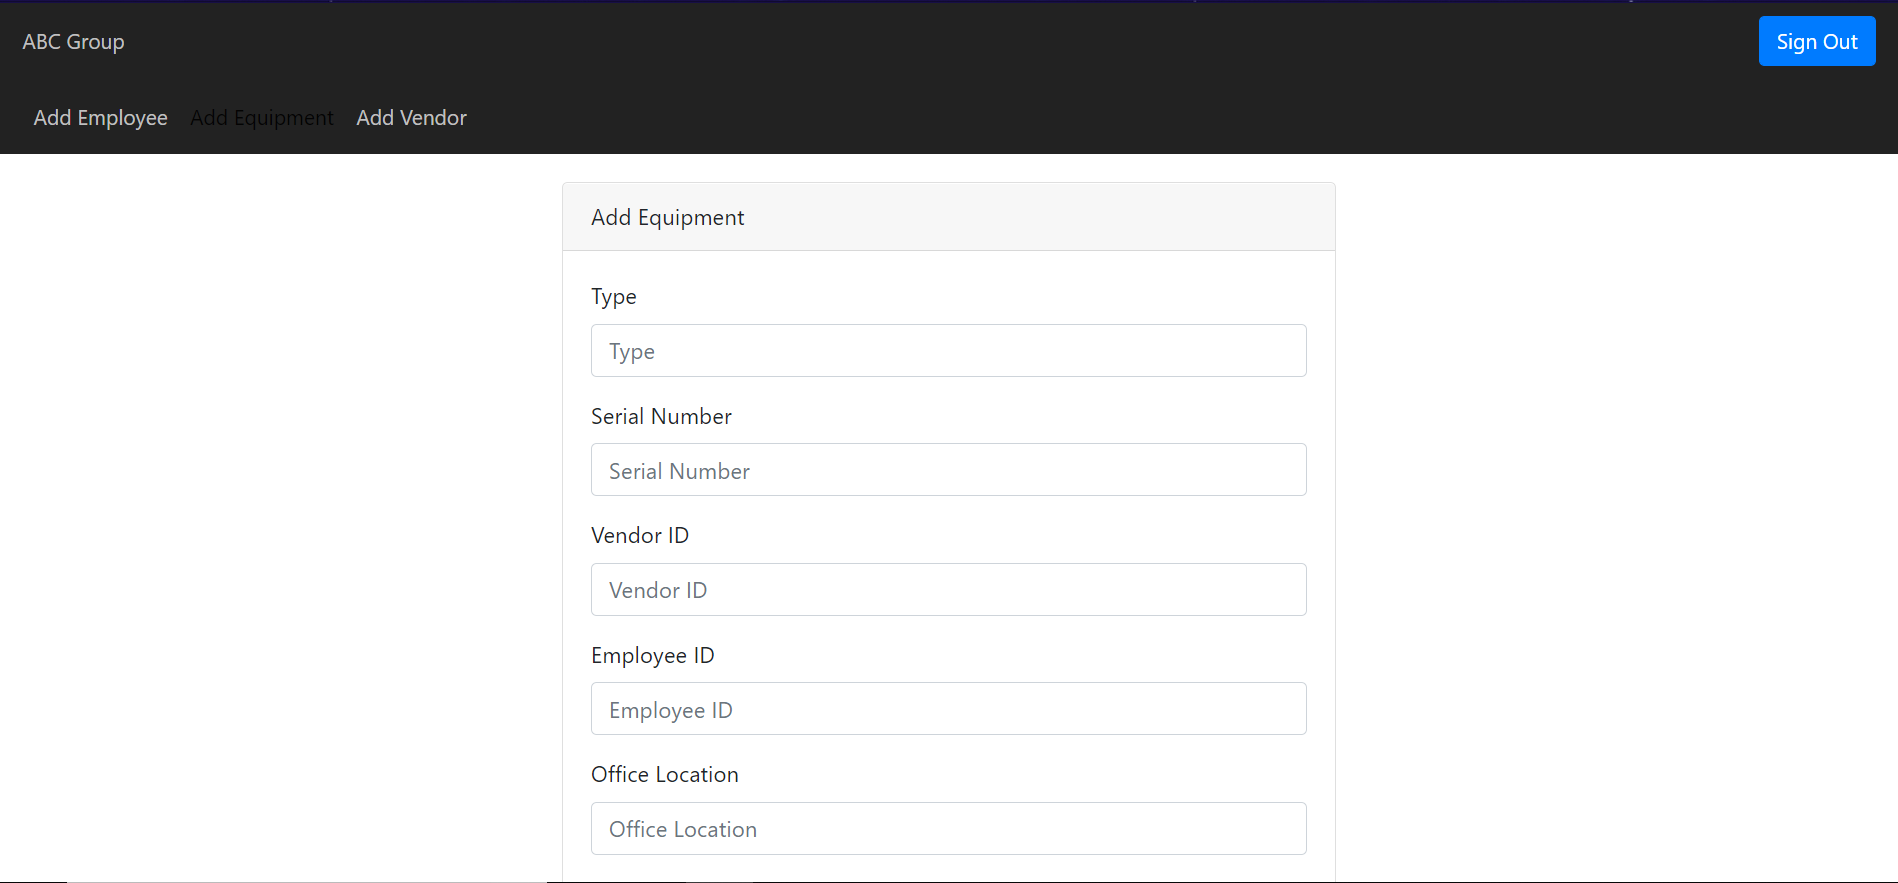 ABC Group
Sign Out
Add Employee Add Equipment Add Vendor
Add Equipment
Type
Type
Serial Number
Serial Number
Vendor ID
Vendor ID
Employee ID
Employee ID
Office Location
Office Location